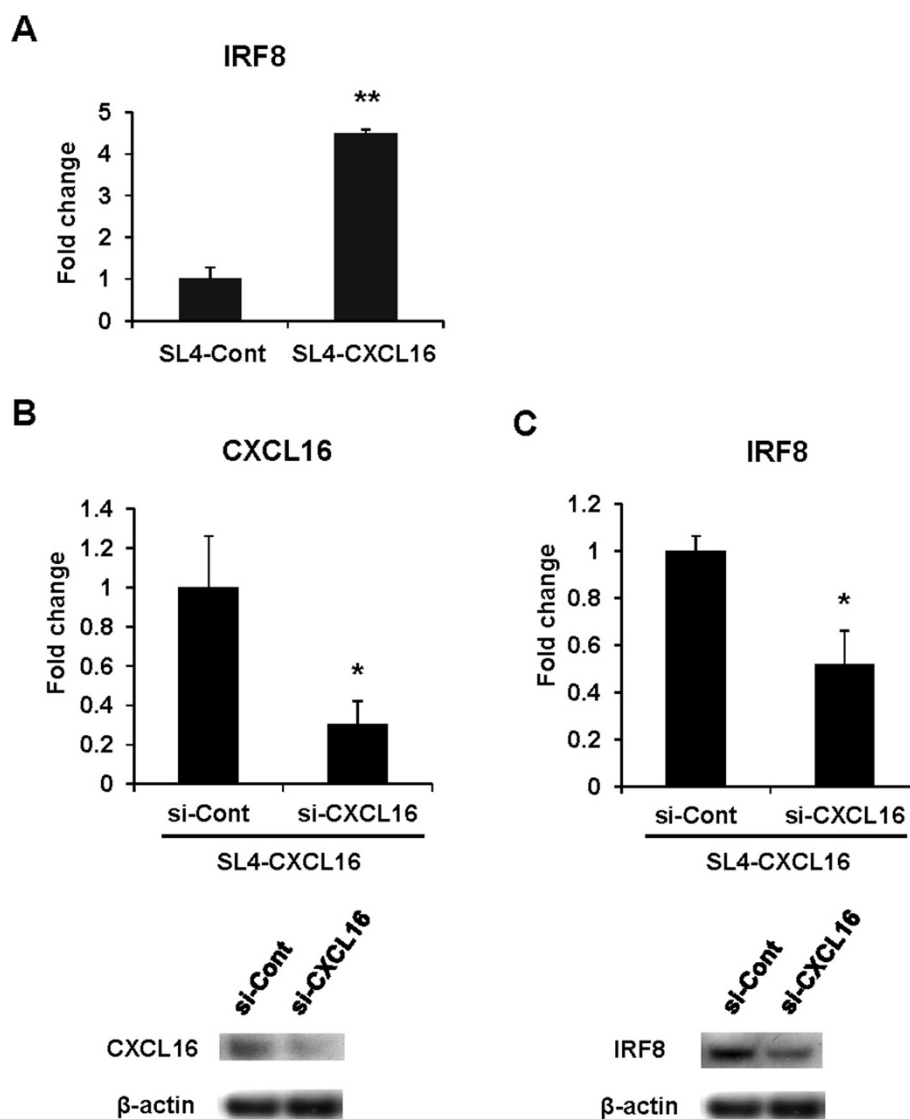 A
IRF8
**
5
4
3
2
1
0
Fold change
SL4-Cont SL4-CXCL16
B
CXCL16
1.4
1.2
1
0.8
0.6
0.4
0.2
0
Fold change
*
si-Cont si-CXCL16
SL4-CXCL16
si-Cont si-CXCL16
CXCL16
β-actin
C
IRF8
1.2
1
0.8
0.6
0.4
0.2
0
Fold change
*
si-Cont si-CXCL16
SL4-CXCL16
si-Cont si-CXCL16
IRF8
β-actin